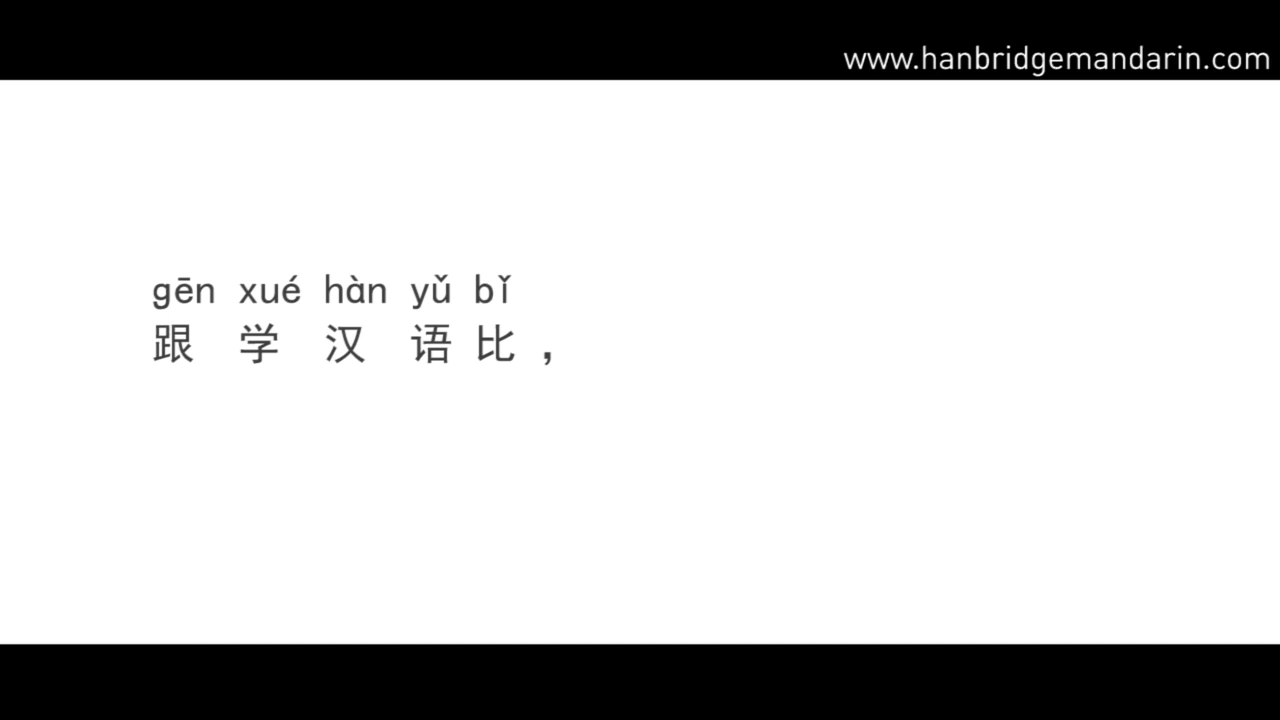 www.hanbridgemandarin.com
gēn xué hàn yǔ bǐ
跟 学 汉 语 比，